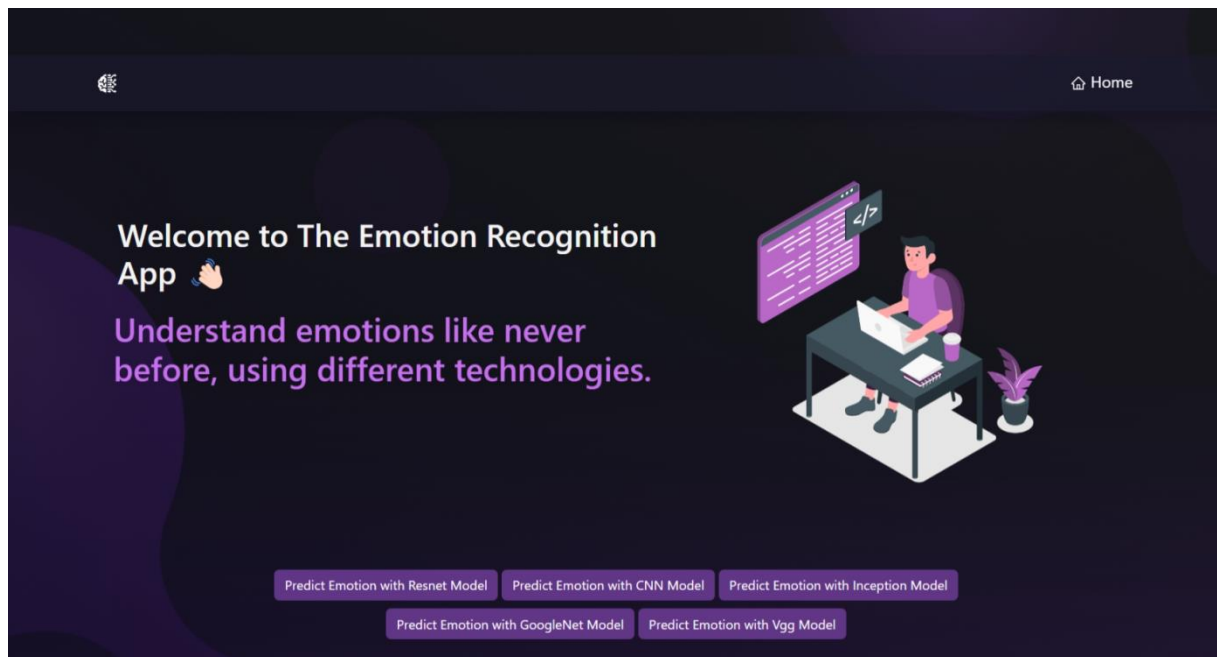 Home
Welcome to The Emotion Recognition
App 👋🏻
Understand emotions like never
before, using different technologies.
</>
Predict Emotion with Resnet Model
Predict Emotion with CNN Model
Predict Emotion with Inception Model
Predict Emotion with GoogleNet Model
Predict Emotion with Vgg Model